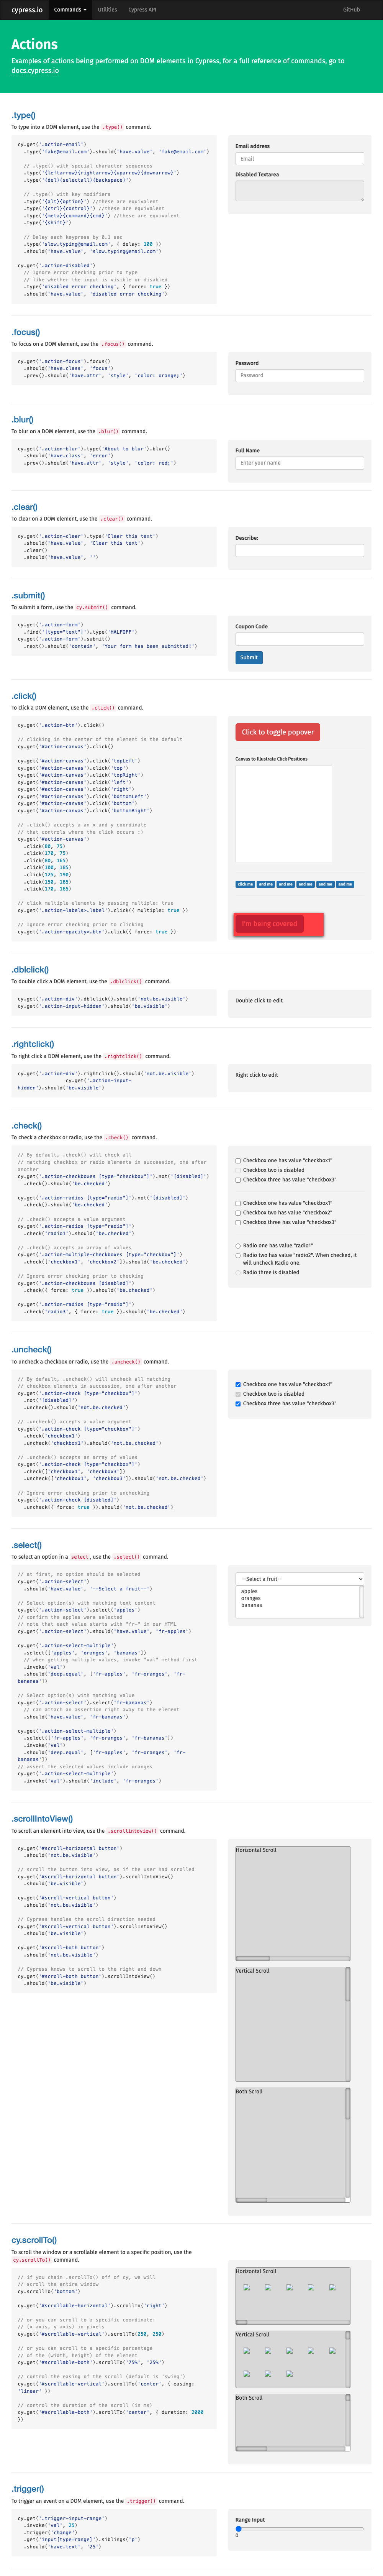 cypress.io
Commands
Utilities
Cypress API
GitHub
Actions
Examples of actions being performed on DOM elements in Cypress, for a full reference of commands, go to
docs.cypress.io
.type()
To type into a DOM element, use the .type() command.
cy.get('.action-email')
.type('fake@email.com').should('have.value', 'fake@email.com')
// .type() with special character sequences
.type('{leftarrow}{rightarrow}{uparrow}{downarrow}')
.type('{del}{selectall}{backspace}')
// .type() with key modifiers
.type('{alt}{option}') //these are equivalent
.type('{ctrl}{control}') //these are equivalent
.type('{meta}{command}{cmd}') //these are equivalent
.type('{shift}')
// Delay each keypress by 0.1 sec
.type('slow.typing@email.com', { delay: 100 })
.should('have.value', 'slow.typing@email.com')
cy.get('.action-disabled')
// Ignore error checking prior to type
// like whether the input is visible or disabled
.type('disabled error checking', { force: true })
.should('have.value', 'disabled error checking')
Email address
Email
Disabled Textarea
.focus()
To focus on a DOM element, use the .focus() command.
cy.get('.action-focus').focus()
.should('have.class', 'focus')
.prev().should('have.attr', 'style', 'color: orange;')
Password
Password
.blur()
To blur on a DOM element, use the .blur() command.
cy.get('.action-blur').type('About to blur').blur()
.should('have.class', 'error')
.prev().should('have.attr', 'style', 'color: red;')
Full Name
Enter your name
.clear()
To clear on a DOM element, use the .clear() command.
cy.get('.action-clear').type('Clear this text')
.should('have.value', 'Clear this text')
.clear()
.should('have.value', '')
Describe:
.submit()
To submit a form, use the cy.submit() command.
cy.get('.action-form')
.find('[type="text"]').type('HALFOFF')
cy.get('.action-form').submit()
.next().should('contain', 'Your form has been submitted!')
Coupon Code
Submit
.click()
To click a DOM element, use the .click() command.
cy.get('.action-btn').click()
// clicking in the center of the element is the default
cy.get('#action-canvas').click()
cy.get('#action-canvas').click('topLeft')
cy.get('#action-canvas').click('top')
cy.get('#action-canvas').click('topRight')
cy.get('#action-canvas').click('left')
cy.get('#action-canvas').click('right')
cy.get('#action-canvas').click('bottomLeft')
cy.get('#action-canvas').click('bottom')
cy.get('#action-canvas').click('bottomRight')
// .click() accepts a an x and y coordinate
// that controls where the click occurs :)
cy.get('#action-canvas')
.click(80, 75)
.click(170, 75)
.click(80, 165)
.click(100, 185)
.click(125, 190)
.click(150, 185)
.click(170, 165)
// click multiple elements by passing multiple: true
cy.get('.action-labels>.label').click({ multiple: true })
// Ignore error checking prior to clicking
cy.get('.action-opacity>.btn').click({ force: true })
Click to toggle popover
Canvas to Illustrate Click Positions
click me and me and me and me and me and me
I'm being covered
.dblclick()
To double click a DOM element, use the .dblclick() command.
cy.get('.action-div').dblclick().should('not.be.visible')
cy.get('.action-input-hidden').should('be.visible')
Double click to edit
.rightclick()
To right click a DOM element, use the .rightclick() command.
cy.get('.action-div').rightclick().should('not.be.visible')
cy.get('.action-input-
hidden').should('be.visible')
Right click to edit
.check()
To check a checkbox or radio, use the .check() command.
// By default, .check() will check all
// matching checkbox or radio elements in succession, one after
another
cy.get('.action-checkboxes [type="checkbox"]').not('[disabled]')
.check().should('be.checked')
cy.get('.action-radios [type="radio"]').not('[disabled]')
.check().should('be.checked')
// .check() accepts a value argument
cy.get('.action-radios [type="radio"]')
.check('radio1').should('be.checked')
// .check() accepts an array of values
cy.get('.action-multiple-checkboxes [type="checkbox"]')
.check(['checkbox1', 'checkbox2']).should('be.checked')
// Ignore error checking prior to checking
cy.get('.action-checkboxes [disabled]')
.check({ force: true }).should('be.checked')
cy.get('.action-radios [type="radio"]')
.check('radio3', { force: true }).should('be.checked')
Checkbox one has value "checkbox1"
Checkbox two is disabled
Checkbox three has value "checkbox3"
Checkbox one has value "checkbox1"
Checkbox two has value "checkbox2"
Checkbox three has value "checkbox3"
Radio one has value "radio1"
Radio two has value "radio2". When checked, it
will uncheck Radio one.
Radio three is disabled
.uncheck()
To uncheck a checkbox or radio, use the .uncheck() command.
// By default, .uncheck() will uncheck all matching
// checkbox elements in succession, one after another
cy.get('.action-check [type="checkbox"]')
.not('[disabled]')
.uncheck().should('not.be.checked')
// .uncheck() accepts a value argument
cy.get('.action-check [type="checkbox"]')
.check('checkbox1')
.uncheck('checkbox1').should('not.be.checked')
// .uncheck() accepts an array of values
cy.get('.action-check [type="checkbox"]')
.check(['checkbox1', 'checkbox3'])
.uncheck(['checkbox1', 'checkbox3']).should('not.be.checked')
// Ignore error checking prior to unchecking
cy.get('.action-check [disabled]')
.uncheck({ force: true }).should('not.be.checked')
Checkbox one has value "checkbox1"
Checkbox two is disabled
Checkbox three has value "checkbox3"
.select()
To select an option in a select, use the .select() command.
// at first, no option should be selected
cy.get('.action-select')
.should('have.value', '--Select a fruit--')
// Select option(s) with matching text content
cy.get('.action-select').select('apples')
// confirm the apples were selected
// note that each value starts with "fr-" in our HTML
cy.get('.action-select').should('have.value', 'fr-apples')
cy.get('.action-select-multiple')
.select(['apples', 'oranges', 'bananas'])
// when getting multiple values, invoke "val" method first
.invoke('val')
.should('deep.equal', ['fr-apples', 'fr-oranges', 'fr-
bananas'])
// Select option(s) with matching value
cy.get('.action-select').select('fr-bananas')
// can attach an assertion right away to the element
.should('have.value', 'fr-bananas')
cy.get('.action-select-multiple')
.select(['fr-apples', 'fr-oranges', 'fr-bananas'])
.invoke('val')
.should('deep.equal', ['fr-apples', 'fr-oranges', 'fr-
bananas'])
// assert the selected values include oranges
cy.get('.action-select-multiple')
.invoke('val').should('include', 'fr-oranges')
--Select a fruit--
apples
oranges
bananas
.scrollIntoView()
To scroll an element into view, use the .scrollintoview() command.
cy.get('#scroll-horizontal button')
.should('not.be.visible')
// scroll the button into view, as if the user had scrolled
cy.get('#scroll-horizontal button').scrollIntoView()
.should('be.visible')
cy.get('#scroll-vertical button')
.should('not.be.visible')
// Cypress handles the scroll direction needed
cy.get('#scroll-vertical button').scrollIntoView()
.should('be.visible')
cy.get('#scroll-both button')
.should('not.be.visible')
// Cypress knows to scroll to the right and down
cy.get('#scroll-both button').scrollIntoView()
.should('be.visible')
Horizontal Scroll
Vertical Scroll
Both Scroll
cy.scrollTo()
To scroll the window or a scrollable element to a specific position, use the
cy.scrollTo() command.
// if you chain .scrollTo() off of cy, we will
// scroll the entire window
cy.scrollTo('bottom')
cy.get('#scrollable-horizontal').scrollTo('right')
// or you can scroll to a specific coordinate:
// (x axis, y axis) in pixels
cy.get('#scrollable-vertical').scrollTo(250, 250)
// or you can scroll to a specific percentage
// of the (width, height) of the element
cy.get('#scrollable-both').scrollTo('75%', '25%')
// control the easing of the scroll (default is 'swing')
cy.get('#scrollable-vertical').scrollTo('center', { easing:
'linear' })
// control the duration of the scroll (in ms)
cy.get('#scrollable-both').scrollTo('center', { duration: 2000
})
Horizontal Scroll
Vertical Scroll
Both Scroll
.trigger()
To trigger an event on a DOM element, use the .trigger() command.
cy.get('.trigger-input-range')
.invoke('val', 25)
.trigger('change')
.get('input[type=range]').siblings('p')
.should('have.text', '25')
Range Input
0